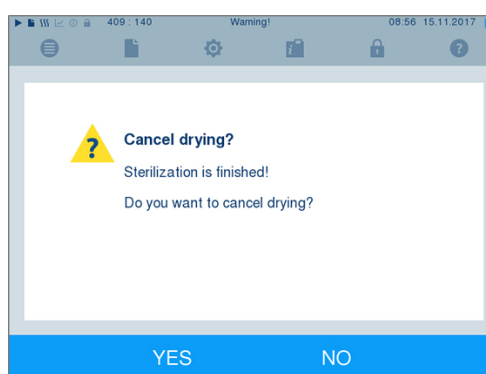 409 : 140 Warning! 08:56 15.11.2017
Cancel drying?
Sterilization is finished!
Do you want to cancel drying?
YES NO